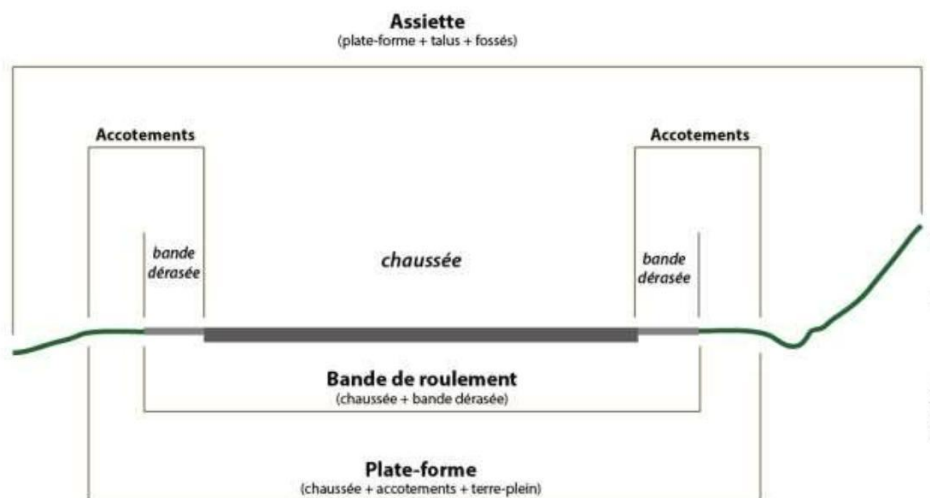 Assiette
(plate-forme + talus + fossés)
Accotements
Accotements
bande
dérasée
chaussée
bande
dérasée
Bande de roulement
(chaussée + bande dérasée)
Plate-forme
(chaussée + accotements + terre-plein)